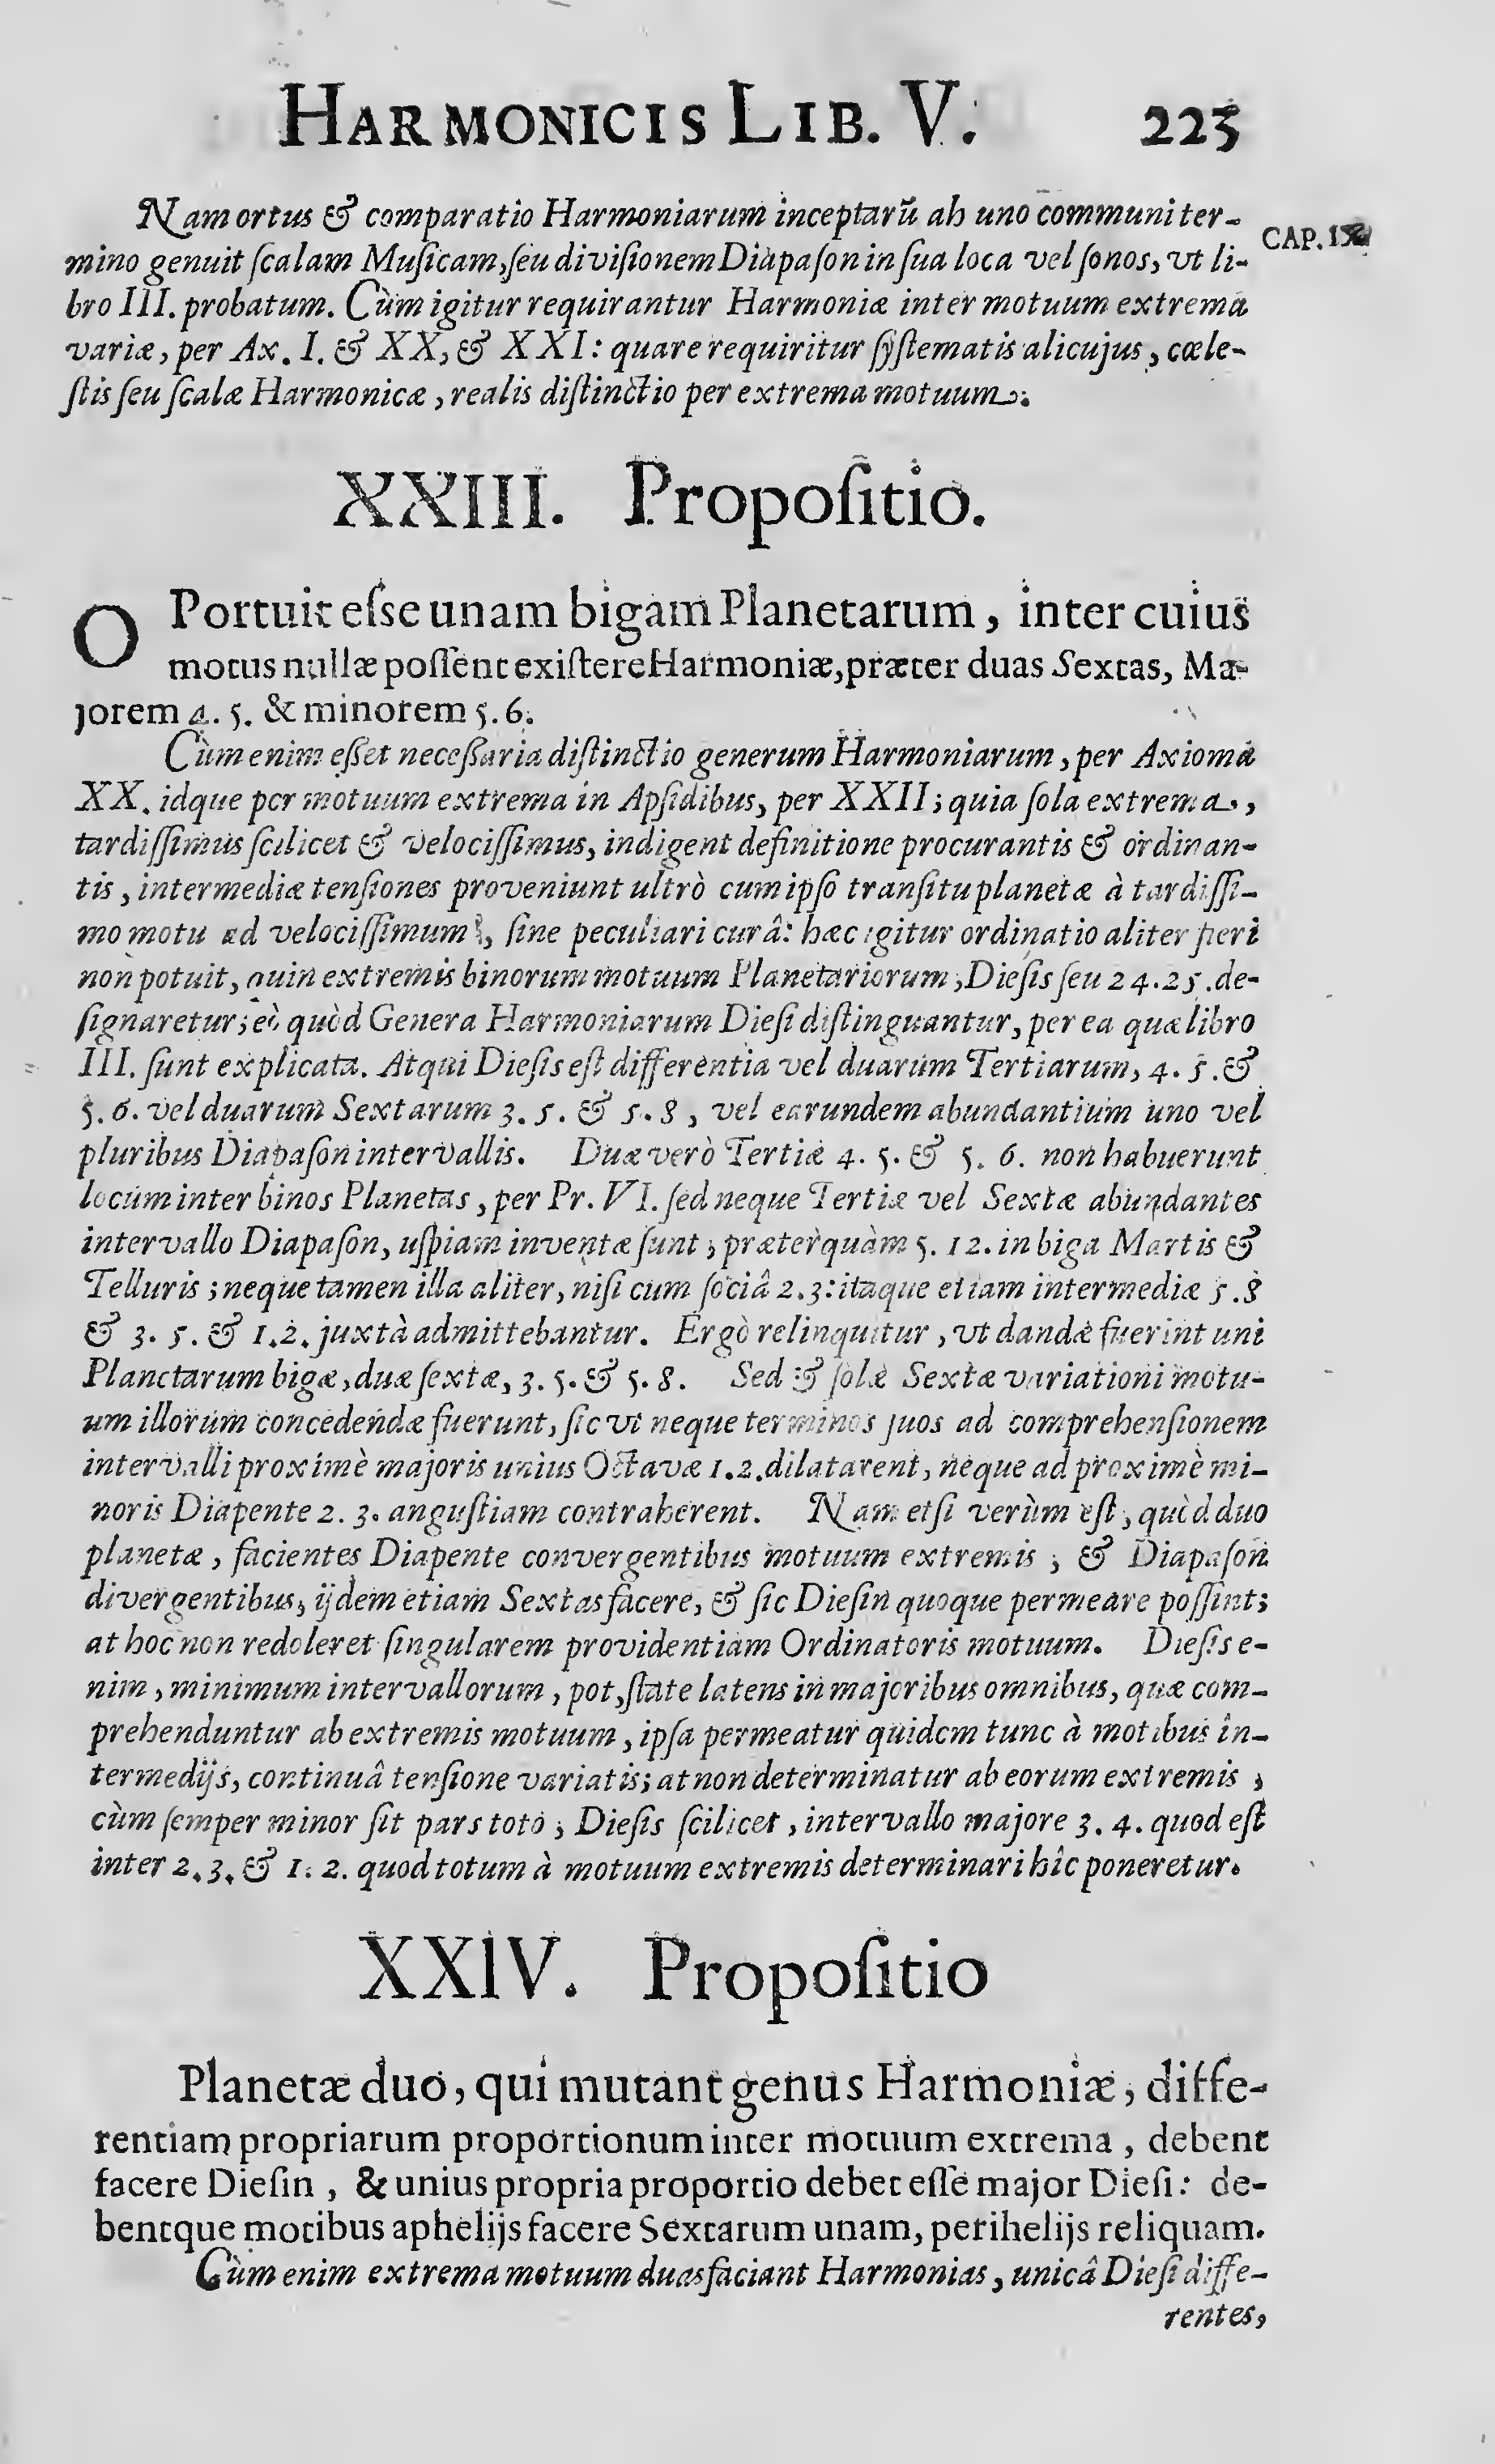 HARMONICIS LIB. V. 225
Nam ortus & comparatio Harmoniarum inceptarũ ab uno communi ter-
CAP. IX
mino genuit ſcalam Muſicam, ſeu diviſionem Diapaſon in ſua loca vel ſonos, vt li-
bro III. probatum. Cùm igitur requirantur Harmoniæ inter motuum extrema
variæ, per Ax. I. & XX, & XXI: quare requiritur ſyſtematis alicujus, cœle-
ſtis ſeu ſcalæ Harmonicæ, realis diſtinctio per extrema motuum.
XXIII. Propoſitio.
OPortuit eſse unam bigam Planetarum, inter cuius
motus nullæ poſſent exiſtere Harmoniæ, præter duas Sextas, Ma-
jorem 4. 5. & minorem 5. 6.
Cùm enim eſſet neceſſaria diſtinctio generum Harmoniarum, per Axioma
XX. idque per motuum extrema in Apſidibus, per XXII; quia ſola extrema,
tardiſſimus ſcilicet & velociſſimus, indigent definitione procurantis & ordinan-
tis, intermediæ tenſiones proveniunt ultrò cum ipſo tranſitu planetæ à tardiſſi-
mo motu ad velociſſimum, ſine peculiari curâ: hæc igitur ordinatio aliter fieri
non potuit, quin extremis binorum motuum Planetariorum, Dieſis ſeu 24. 25. de-
ſignaretur; eò quòd Genera Harmoniarum Dieſi diſtinguantur, per ea quæ libro
III. ſunt explicata. Atqui Dieſis eſt differentia vel duarum Tertiarum, 4. 5. &
5. 6. vel duarum Sextarum 3. 5. & 5. 8, vel earundem abundantium uno vel
pluribus Diapaſon intervallis. Duæ verò Tertiæ 4. 5. & 5. 6. non habuerunt
locum inter binos Planetas, per Pr. VI. ſed neque Tertiæ vel Sextæ abundantes
intervallo Diapaſon, uſpiam inventæ ſunt; præterquàm 5. 12. in biga Martis &
Telluris; neque tamen illa aliter, niſi cum ſociâ 2. 3: itaque etiam intermediæ 5. 8
& 3. 5. & 1. 2. juxtà admittebantur. Ergò relinquitur, vt dandæ fuerint uni
Planetarum bigæ, duæ ſextæ, 3. 5. & 5. 8. Sed & ſolæ Sextæ variationi motu-
um illorum concedendæ fuerunt, ſic vt neque terminos ſuos ad comprehenſionem
intervalli proximè majoris unius Octavæ 1. 2. dilatarent, neque ad proximè mi-
noris Diapente 2. 3. anguſtiam contraherent. Nam etſi verùm eſt, quòd duo
planetæ, facientes Diapente convergentibus motuum extremis, & Diapaſon
divergentibus, ijdem etiam Sextas facere, & ſic Dieſin quoque permeare poſſint;
at hoc non redoleret ſingularem providentiam Ordinatoris motuum. Dieſis e-
nim, minimum intervallorum, poteſtate latens in majoribus omnibus, quæ com-
prehenduntur ab extremis motuum, ipſa permeatur quidem tunc à motibus in-
termedijs, continuâ tenſione variatis; at non determinatur ab eorum extremis,
cùm ſemper minor ſit pars toto, Dieſis ſcilicet, intervallo majore 3. 4. quod eſt
inter 2. 3. & 1. 2. quod totum à motuum extremis determinari hîc poneretur.
XXIV. Propoſitio
Planetæ duo, qui mutant genus Harmoniæ, diffe-
rentiam propriarum proportionum inter motuum extrema, debent
facere Dieſin, & unius propria proportio debet eſſe major Dieſi: de-
bentque motibus aphelijs facere Sextarum unam, perihelijs reliquam.
Cùm enim extrema motuum duas faciant Harmonias, unicâ Dieſi diffe-
rentes,